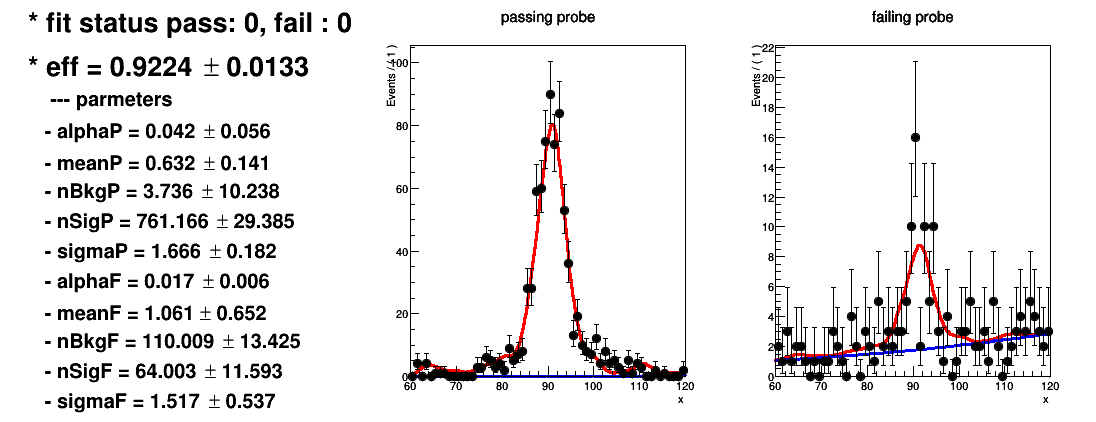 * fit status pass: 0, fail : 0
* eff = 0.9224 ± 0.0133
--- parmeters
- alphaP = 0.042 ± 0.056
- meanP = 0.632 ± 0.141
- nBkgP = 3.736 ± 10.238
- nSigP = 761.166 ± 29.385
- sigmaP = 1.666 ± 0.182
- alphaF = 0.017 ± 0.006
- meanF = 1.061 ± 0.652
- nBkgF = 110.009 ± 13.425
- nSigF = 64.003 ± 11.593
- sigmaF = 1.517 ± 0.537
passing probe
Events / ( 1 )
100
80
60
40
20
0
60 70 80 90 100 110 120
x
failing probe
Events / ( 1 )
22
20
18
16
14
12
10
8
6
4
2
0
60 70 80 90 100 110 120
x